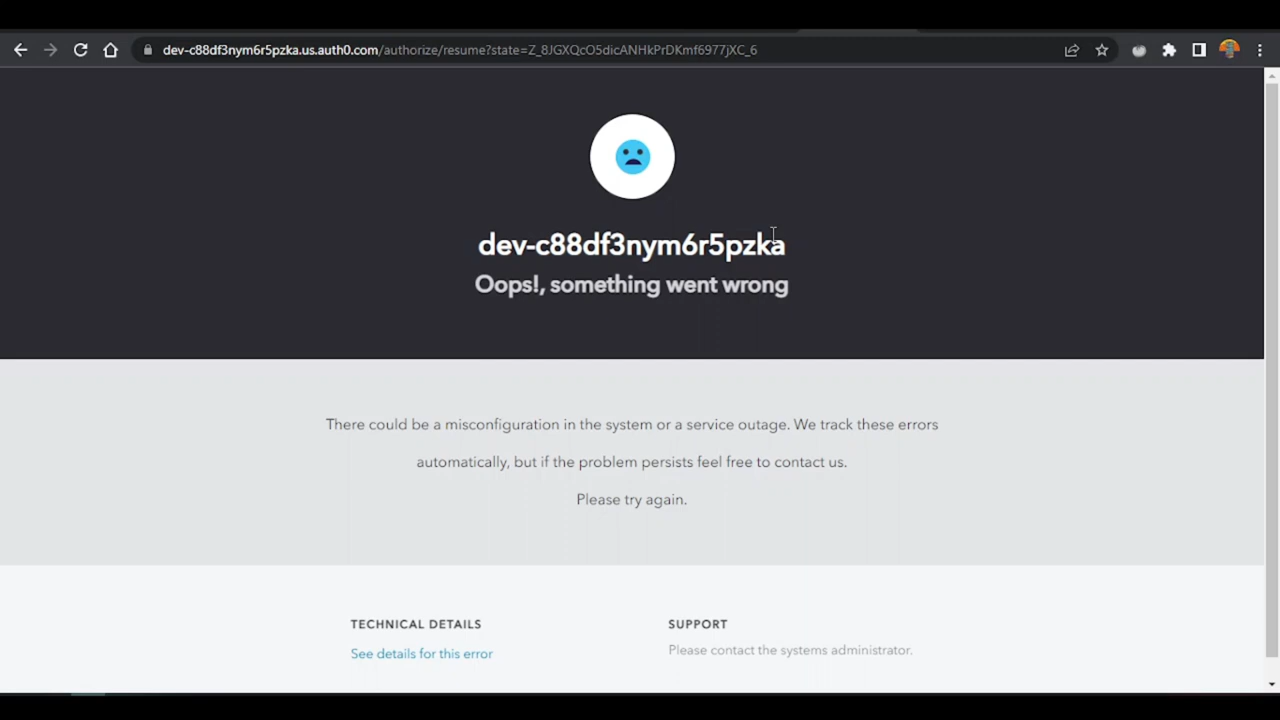 dev-c88df3nym6r5pzka.us.auth0.com/authorize/resume?state=Z_8JGXQcO5dicANHkPrDKmf6977jXC_6
dev-c88df3nym6r5pzka
Oops!, something went wrong
There could be a misconfiguration in the system or a service outage. We track these errors
automatically, but if the problem persists feel free to contact us.
Please try again.
TECHNICAL DETAILS
See details for this error
SUPPORT
Please contact the systems administrator.